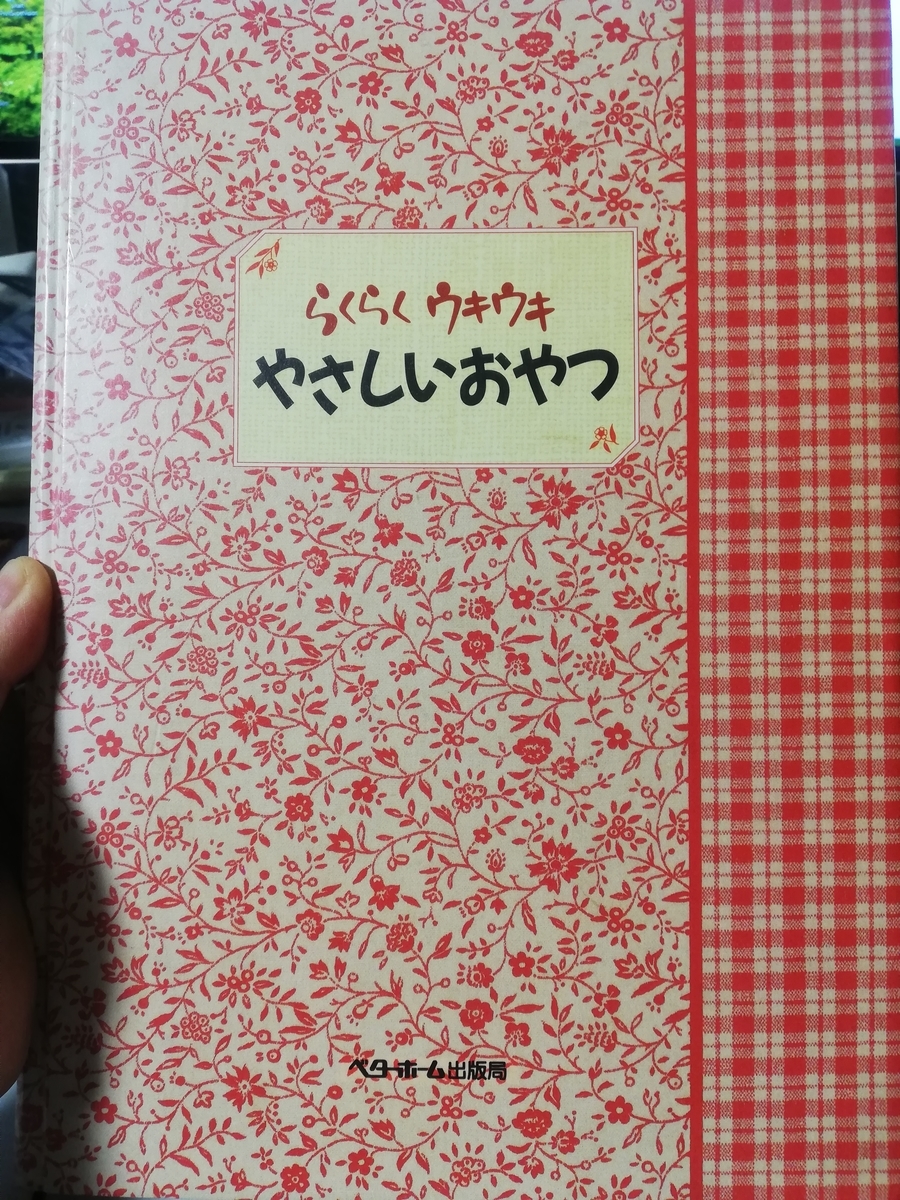 らくらく ウキウキ
やさしいおやつ
ベターホーム出版局